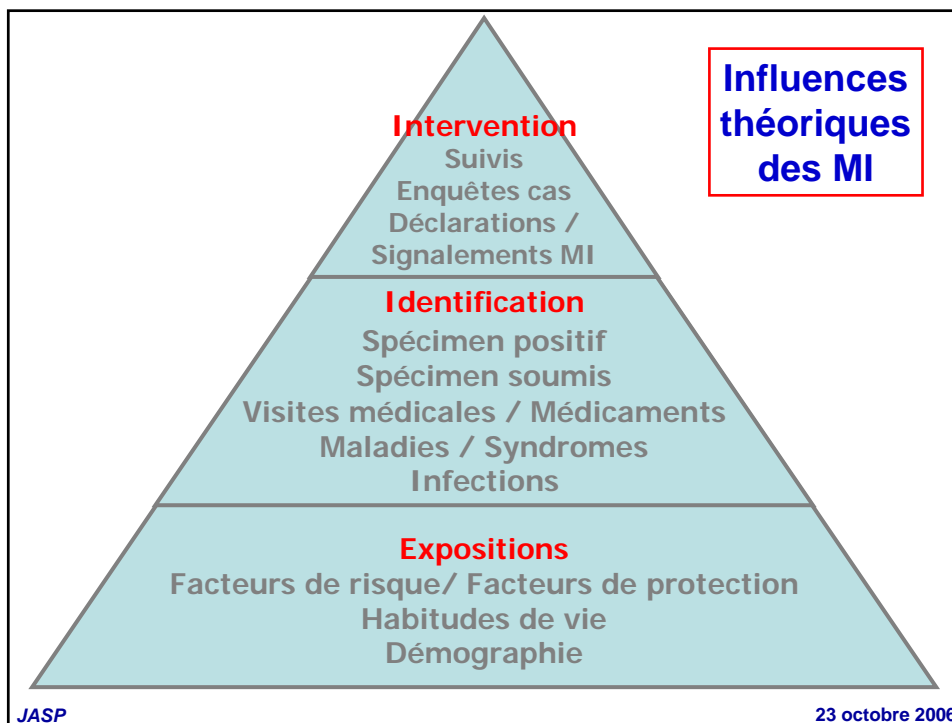 Influences
théoriques
des MI
Intervention
Suivis
Enquêtes cas
Déclarations /
Signalements MI
Identification
Spécimen positif
Spécimen soumis
Visites médicales / Médicaments
Maladies / Syndromes
Infections
Expositions
Facteurs de risque/ Facteurs de protection
Habitudes de vie
Démographie
JASP
23 octobre 2006